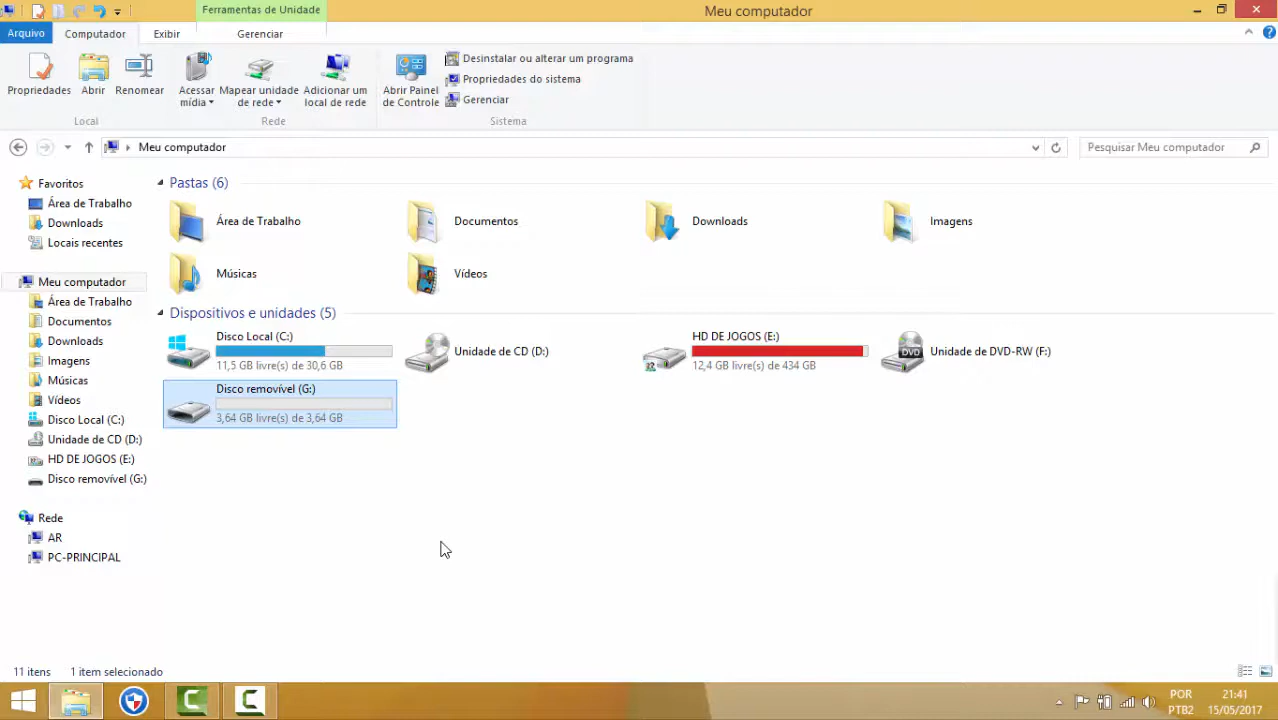 Ferramentas de Unidade
Meu computador
Arquivo
Computador
Exibir
Gerenciar
Propriedades
Abrir
Renomear
Local
Acessar
mídia
Mapear unidade
de rede
Adicionar um
local de rede
Rede
Abrir Painel
de Controle
Desinstalar ou alterar um programa
Propriedades do sistema
Gerenciar
Sistema
Meu computador
Pesquisar Meu computador
Favoritos
Área de Trabalho
Downloads
Locais recentes
Meu computador
Área de Trabalho
Documentos
Downloads
Imagens
Músicas
Vídeos
Disco Local (C:)
Unidade de CD (D:)
HD DE JOGOS (E:)
Disco removível (G:)
Rede
AR
PC-PRINCIPAL
Pastas (6)
Área de Trabalho
Documentos
Downloads
Imagens
Músicas
Vídeos
Dispositivos e unidades (5)
Disco Local (C:)
11,5 GB livre(s) de 30,6 GB
Unidade de CD (D:)
HD DE JOGOS (E:)
12,4 GB livre(s) de 434 GB
DVD
Unidade de DVD-RW (F:)
Disco removível (G:)
3,64 GB livre(s) de 3,64 GB
11 itens
1 item selecionado
POR
PTB2
21:41
15/05/2017